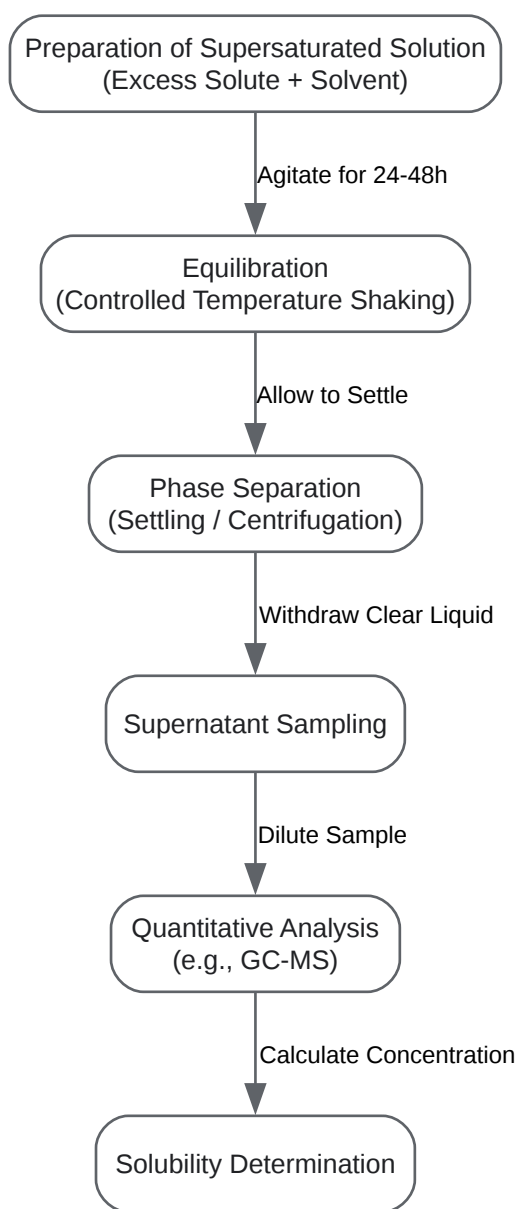 Preparation of Supersaturated Solution
(Excess Solute + Solvent)
Agitate for 24-48h
Equilibration
(Controlled Temperature Shaking)
Allow to Settle
Phase Separation
(Settling / Centrifugation)
Withdraw Clear Liquid
Supernatant Sampling
Dilute Sample
Quantitative Analysis
(e.g., GC-MS)
Calculate Concentration
Solubility Determination